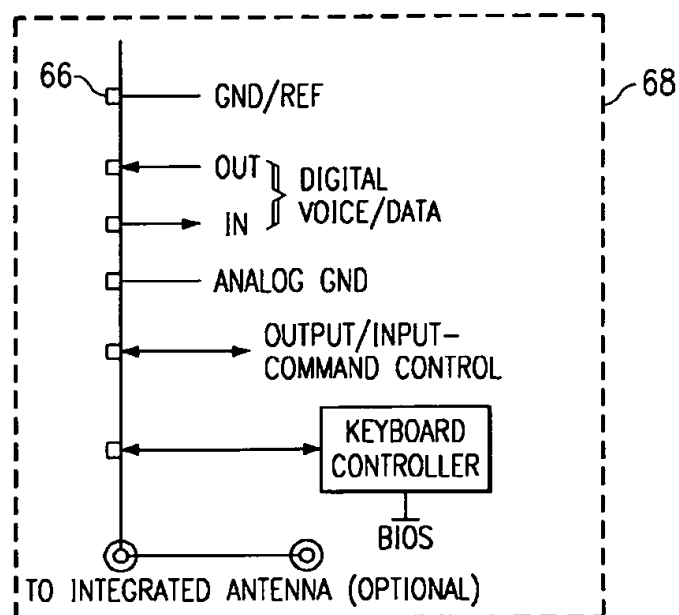 66
GND/REF
68
OUT
DIGITAL
VOICE/DATA
IN
ANALOG GND
OUTPUT/INPUT–
COMMAND CONTROL
KEYBOARD
CONTROLLER
BIOS
TO INTEGRATED ANTENNA (OPTIONAL)